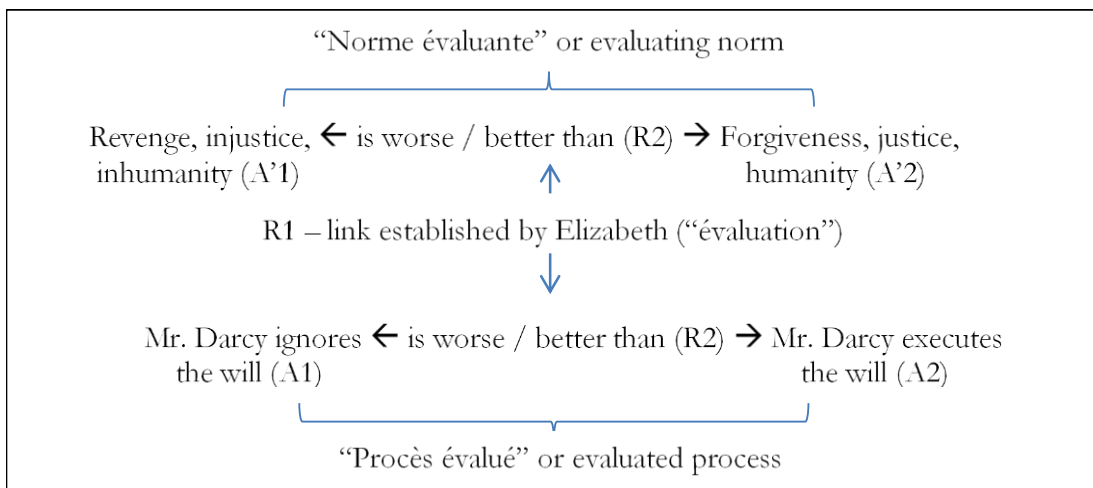 “Norme évaluante” or evaluating norm
Revenge, injustice, ← is worse / better than (R2) → Forgiveness, justice,
inhumanity (A’1) humanity (A’2)
R1 – link established by Elizabeth (“évaluation”)
Mr. Darcy ignores ← is worse / better than (R2) → Mr. Darcy executes
the will (A1) the will (A2)
“Procès évalué” or evaluated process